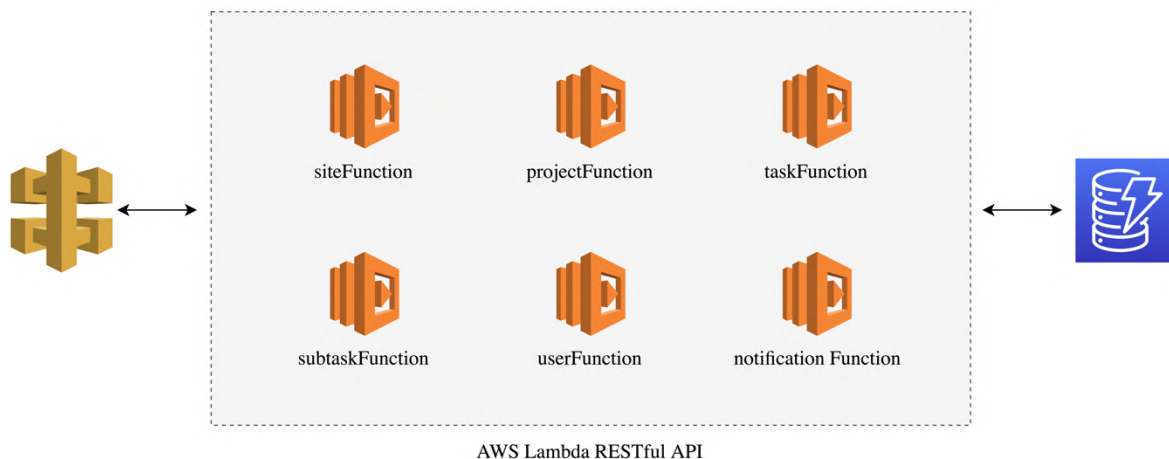 siteFunction
projectFunction
taskFunction
subtaskFunction
userFunction
notification Function
AWS Lambda RESTful API